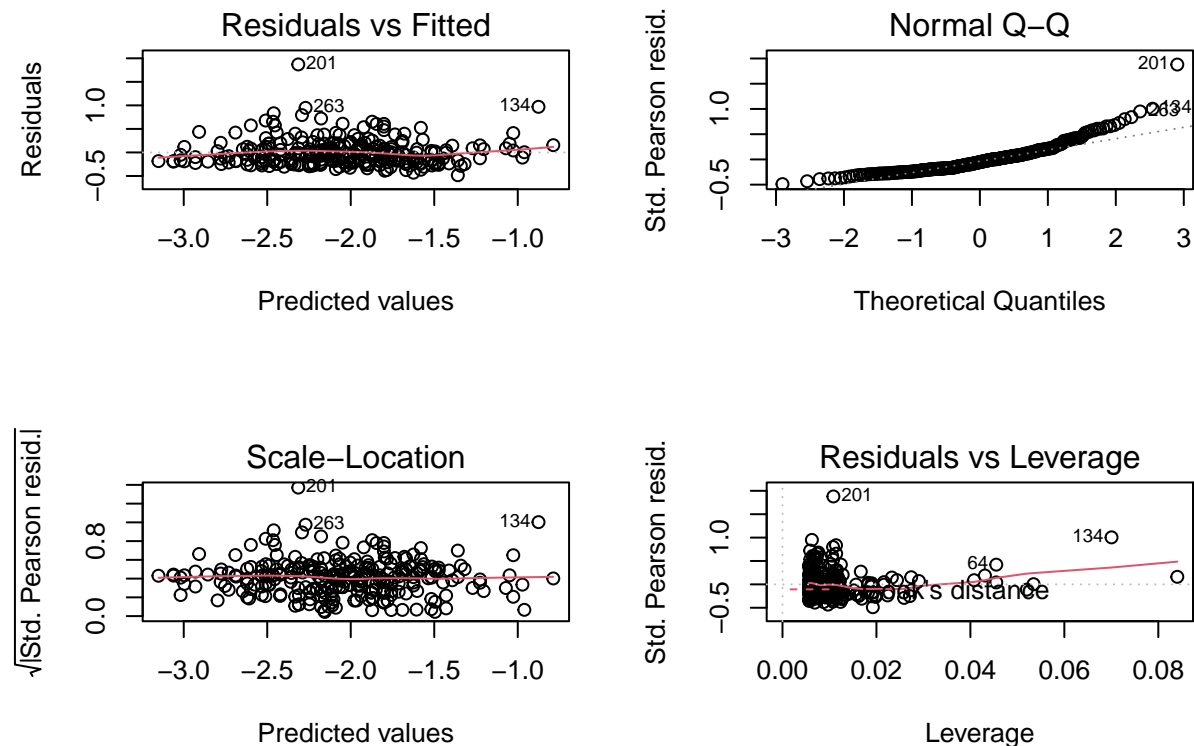 Residuals vs Fitted
Residuals
1.0
−0.5
201
263
134
−3.0 −2.5 −2.0 −1.5 −1.0
Predicted values
Normal Q−Q
Std. Pearson resid.
1.0
−0.5
201
134
263
−3 −2 −1 0 1 2 3
Theoretical Quantiles
Scale−Location
√|Std. Pearson resid.|
0.8
0.0
201
263
134
−3.0 −2.5 −2.0 −1.5 −1.0
Predicted values
Residuals vs Leverage
Std. Pearson resid.
1.0
−0.5
201
134
64
distance
0.00 0.02 0.04 0.06 0.08
Leverage